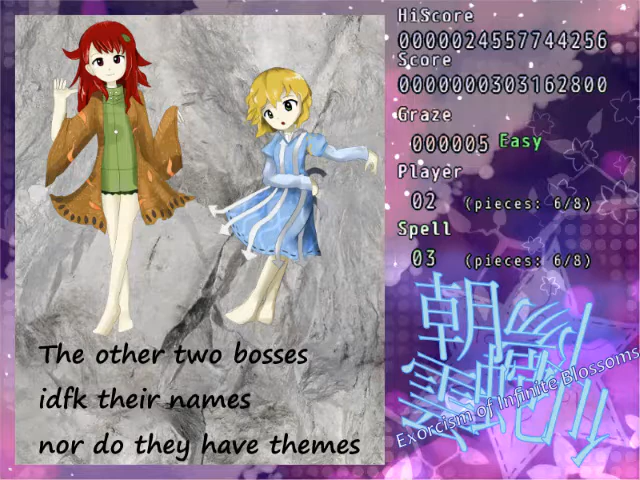 HiScore
0000024557744256
Score
0000000303162800
Graze
000005 Easy
Player
02 (pieces: 6/8)
Spell
03 (pieces: 6/8)
The other two bosses
idfk their names
nor do they have themes
Exorcism of Infinite Blossoms